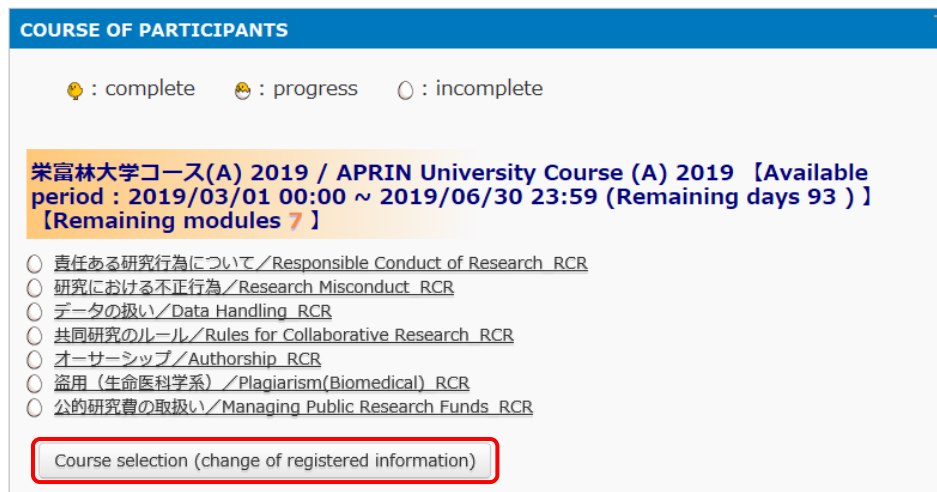 COURSE OF PARTICIPANTS
: complete : progress : incomplete
栄富林大学コース(A) 2019 / APRIN University Course (A) 2019 【Available
period : 2019/03/01 00:00 ~ 2019/06/30 23:59 (Remaining days 93 ) 】
【Remaining modules 7 】
責任ある研究行為について／Responsible Conduct of Research_RCR
研究における不正行為／Research Misconduct_RCR
データの扱い／Data Handling_RCR
共同研究のルール／Rules for Collaborative Research_RCR
オーサーシップ／Authorship_RCR
盗用（生命医科学系）／Plagiarism(Biomedical)_RCR
公的研究費の取扱い／Managing Public Research Funds_RCR
Course selection (change of registered information)